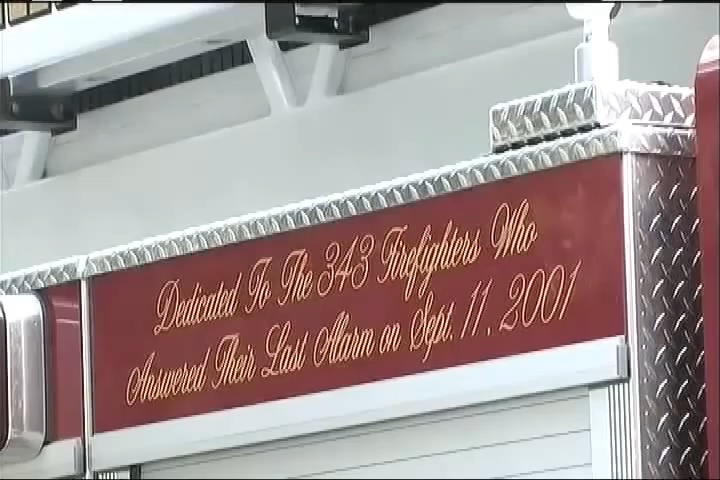 Dedicated To The 343 Firefighters Who
Answered Their Last Alarm on Sept. 11, 2001